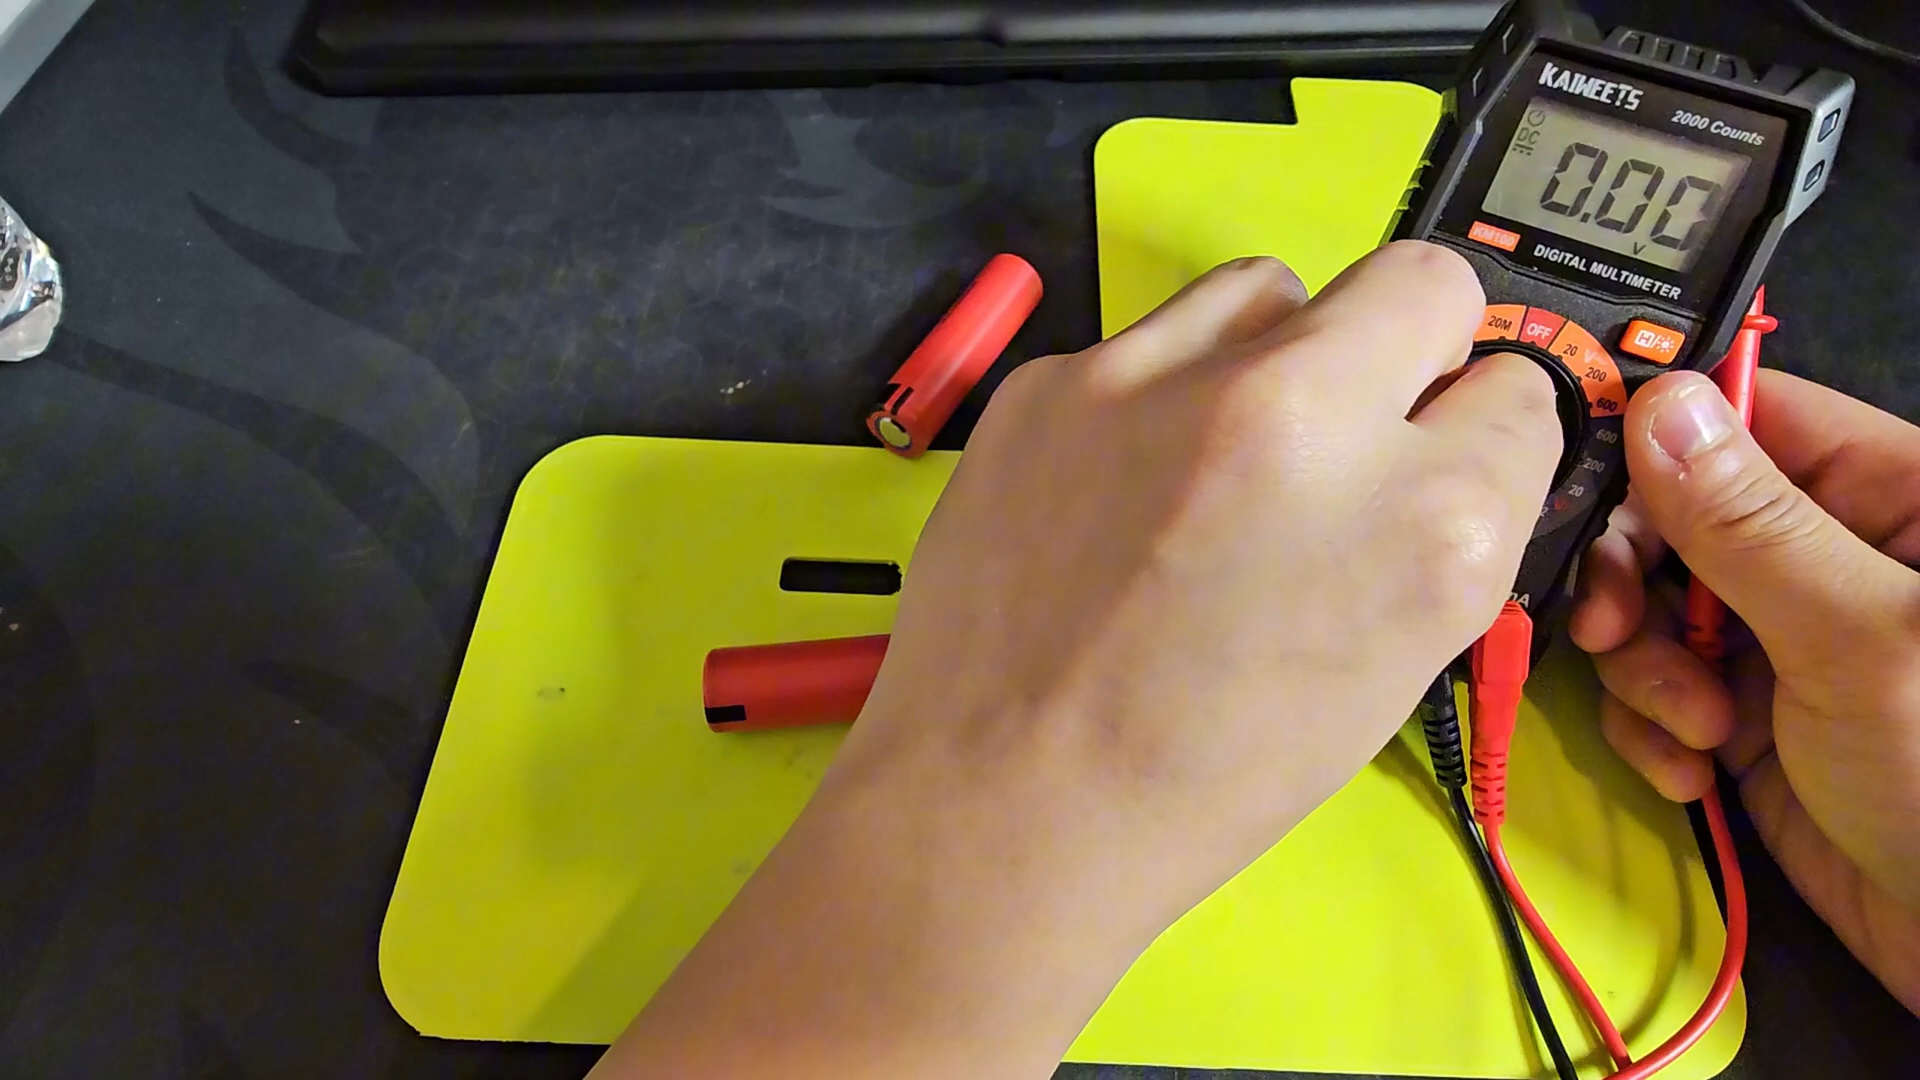 KAIWEETS
2000 Counts
DC
0.00
V
KM100
DIGITAL MULTIMETER
20M
OFF
20
V~
200
600
H
600
200
20